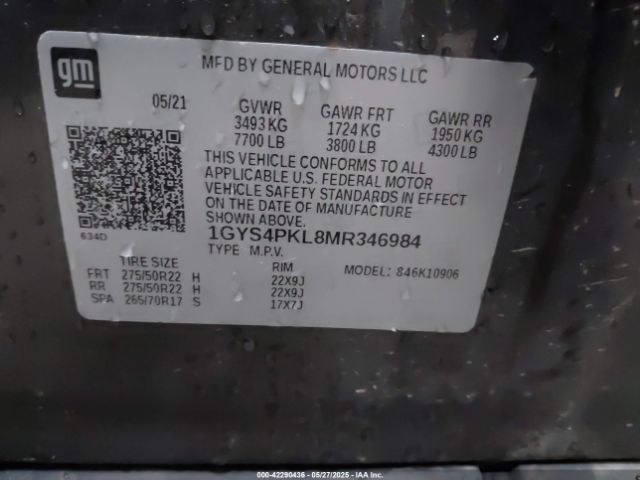 gm
MFD BY GENERAL MOTORS LLC
05/21
GVWR GAWR FRT GAWR RR
3493 KG 1724 KG 1950 KG
7700 LB 3800 LB 4300 LB
THIS VEHICLE CONFORMS TO ALL
APPLICABLE U.S. FEDERAL MOTOR
VEHICLE SAFETY STANDARDS IN EFFECT
ON THE DATE OF MANUFACTURE
SHOWN ABOVE.
634D
1GYS4PKL8MR346984
TYPE M.P.V.
TIRE SIZE RIM MODEL: 846K10906
FRT 275/50R22 H 22X9J
RR 275/50R22 H 22X9J
SPA 265/70R17 S 17X7J
000-42290436 - 05/27/2025 - IAAI.COM